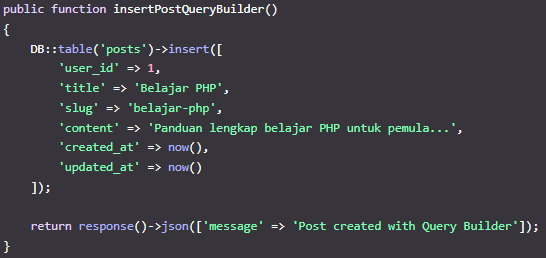 public function insertPostQueryBuilder()
{
    DB::table('posts')->insert([
        'user_id' => 1,
        'title' => 'Belajar PHP',
        'slug' => 'belajar-php',
        'content' => 'Panduan lengkap belajar PHP untuk pemula...',
        'created_at' => now(),
        'updated_at' => now()
    ]);

    return response()->json(['message' => 'Post created with Query Builder']);
}